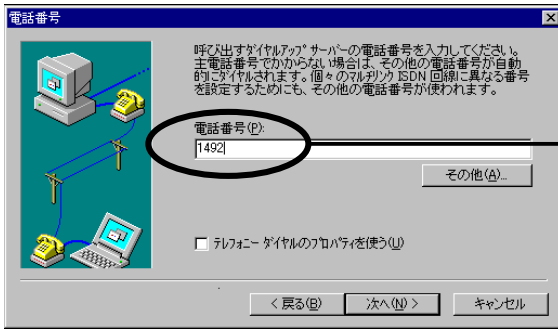 電話番号
呼び出すﾀﾞｲﾔﾙｱｯﾌﾟ ｻｰﾊﾞｰの電話番号を入力してください。
主電話番号でかからない場合は、その他の電話番号が自動
的にﾀﾞｲﾔﾙされます。個々のﾏﾙﾁﾘﾝｸ ISDN 回線に異なる番号
を設定するためにも、その他の電話番号が使われます。
電話番号(P):
1492
その他(A)...
ﾃﾚﾌｫﾆｰ ﾀﾞｲﾔﾙのﾌﾟﾛﾊﾟﾃｨを使う(U)
< 戻る(B)
次へ(N) >
キャンセル